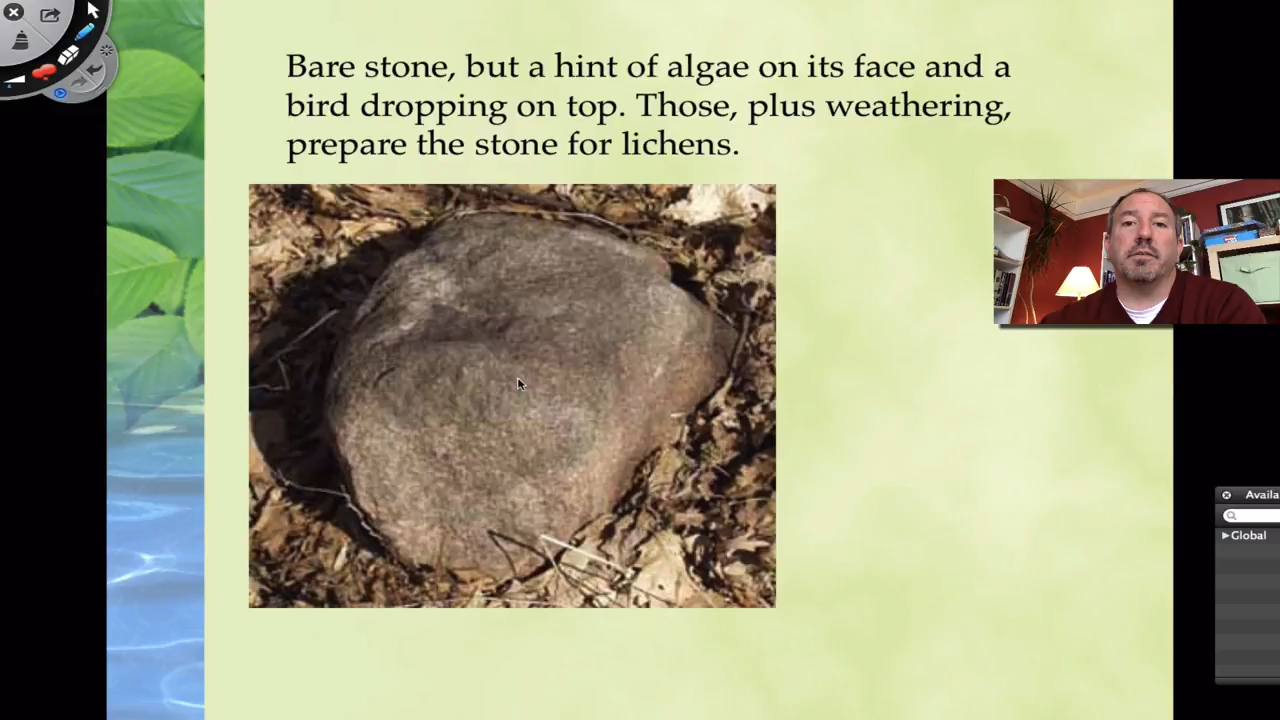 Bare stone, but a hint of algae on its face and a
bird dropping on top. Those, plus weathering,
prepare the stone for lichens.
Availa
Global